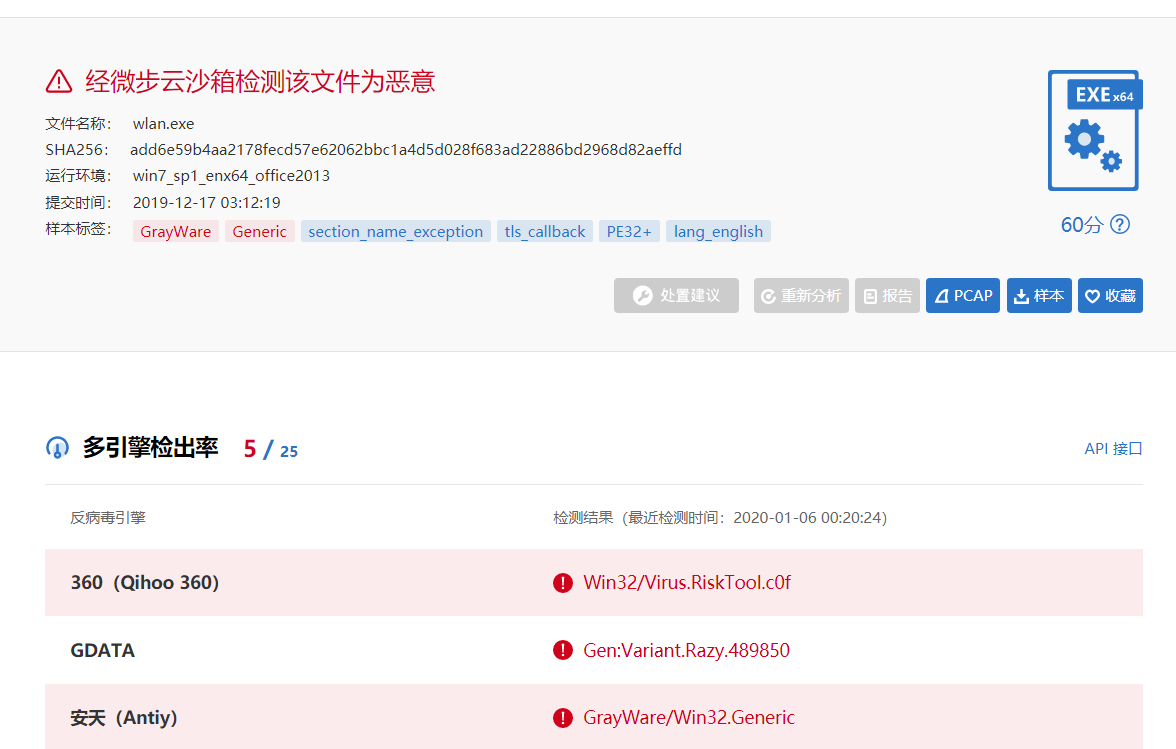 经微步云沙箱检测该文件为恶意
EXE x64
文件名称： wlan.exe
SHA256： add6e59b4aa2178fecd57e62062bbc1a4d5d028f683ad22886bd2968d82aeffd
运行环境： win7_sp1_enx64_office2013
提交时间： 2019-12-17 03:12:19
样本标签： GrayWare Generic section_name_exception tls_callback PE32+ lang_english
60分 ?
处置建议 重新分析 报告 PCAP 样本 收藏
多引擎检出率 5 / 25 API 接口
反病毒引擎 检测结果（最近检测时间：2020-01-06 00:20:24）
360（Qihoo 360） Win32/Virus.RiskTool.c0f
GDATA Gen:Variant.Razy.489850
安天（Antiy） GrayWare/Win32.Generic